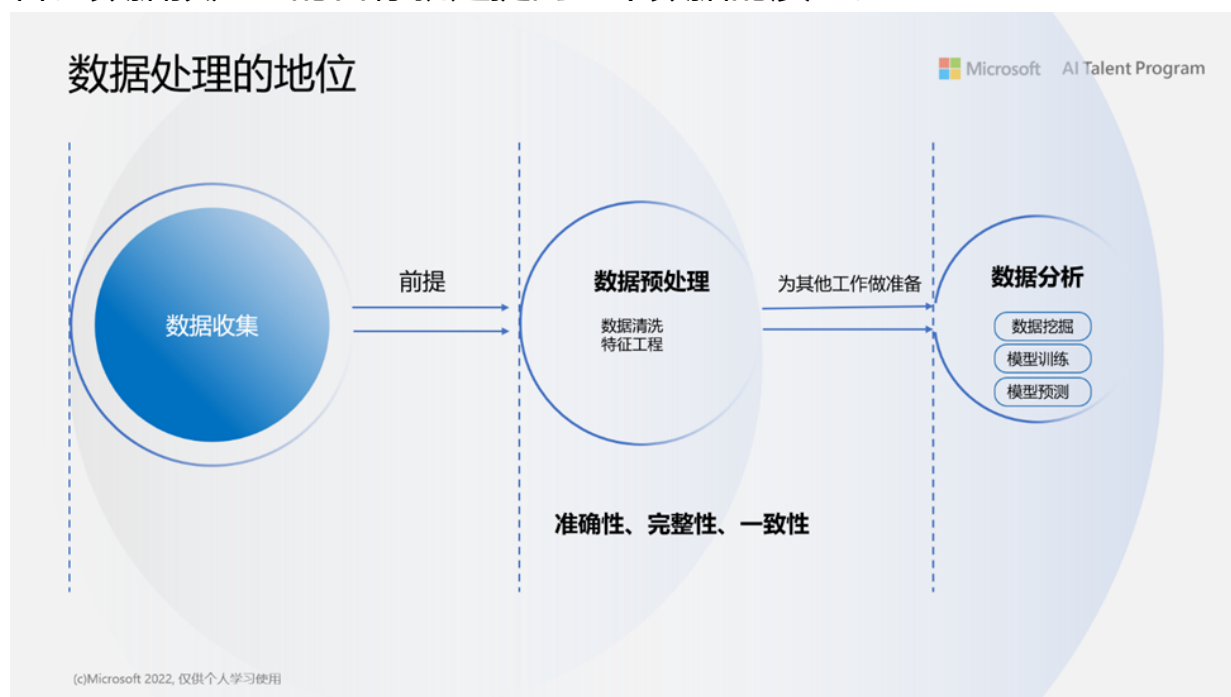 数据处理的地位
Microsoft AI Talent Program
数据收集
前提
数据预处理
数据清洗
特征工程
为其他工作做准备
数据分析
数据挖掘
模型训练
模型预测
准确性、完整性、一致性
(c)Microsoft 2022, 仅供个人学习使用